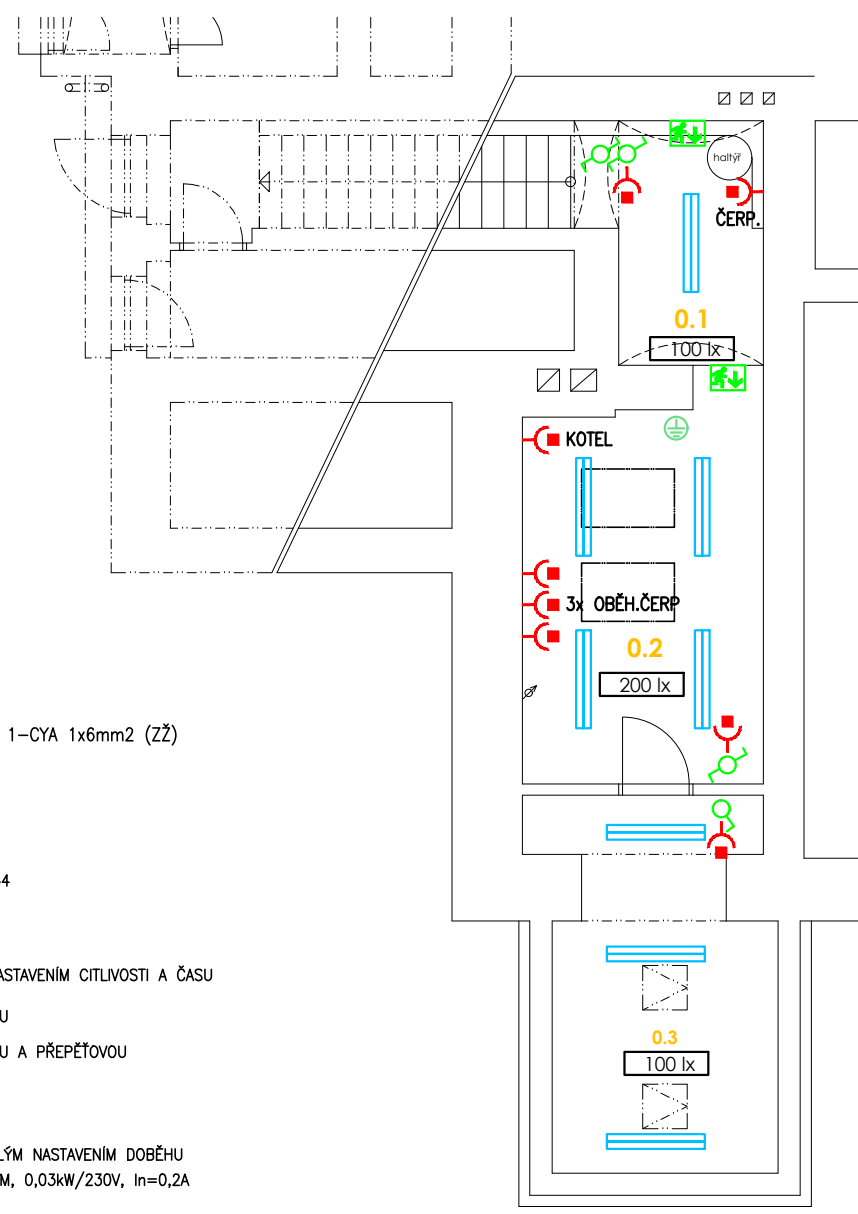 haltýř
ČERP.
0.1
100 lx
KOTEL
3x OBĚH.ČERP
0.2
200 lx
1-CYA 1x6mm2 (ZŽ)
4
ASTAVENÍM CITLIVOSTI A ČASU
U
U A PŘEPĚŤOVOU
0.3
100 lx
LÝM NASTAVENÍM DOBĚHU
M, 0,03kW/230V, In=0,2A